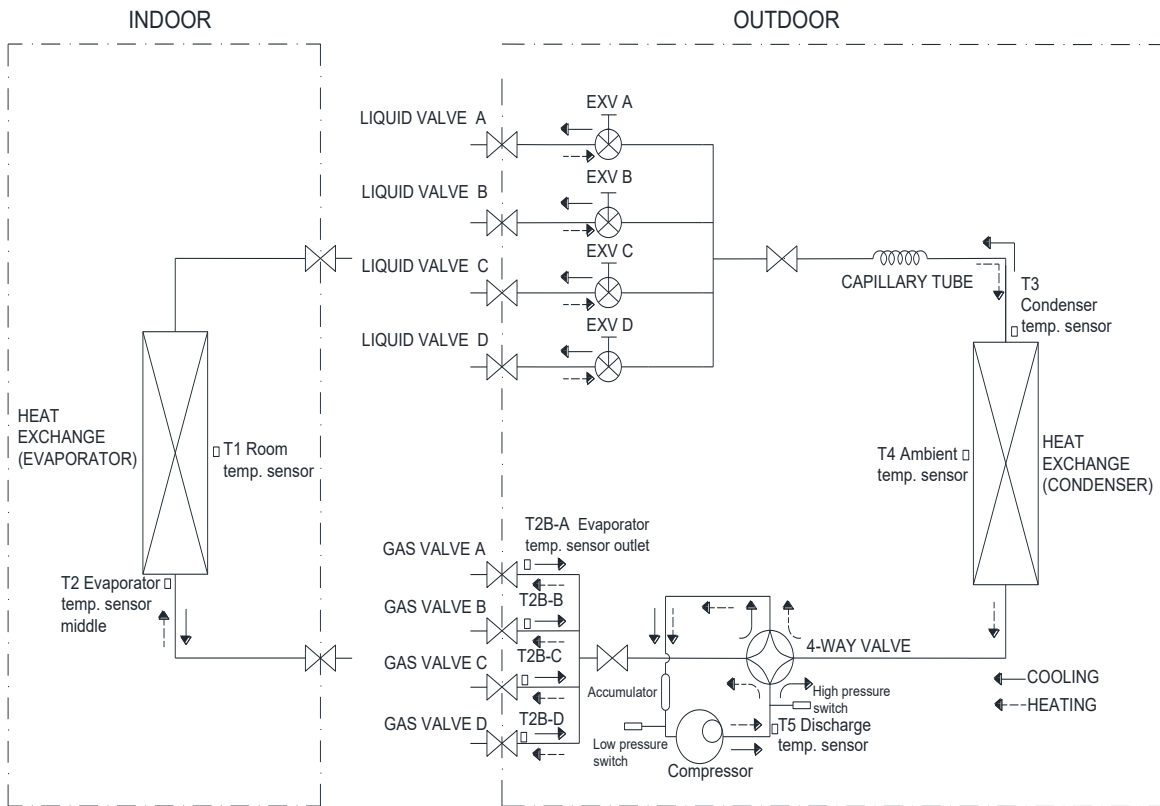 INDOOR
OUTDOOR
LIQUID VALVE A
EXV A
LIQUID VALVE B
EXV B
LIQUID VALVE C
EXV C
LIQUID VALVE D
EXV D
CAPILLARY TUBE
T3
Condenser
temp. sensor
HEAT
EXCHANGE
(EVAPORATOR)
T1 Room
temp. sensor
T4 Ambient
temp. sensor
HEAT
EXCHANGE
(CONDENSER)
T2 Evaporator
temp. sensor
middle
GAS VALVE A
T2B-A Evaporator
temp. sensor outlet
GAS VALVE B
T2B-B
GAS VALVE C
T2B-C
GAS VALVE D
T2B-D
4-WAY VALVE
Accumulator
High pressure
switch
COOLING
HEATING
Low pressure
switch
T5 Discharge
temp. sensor
Compressor